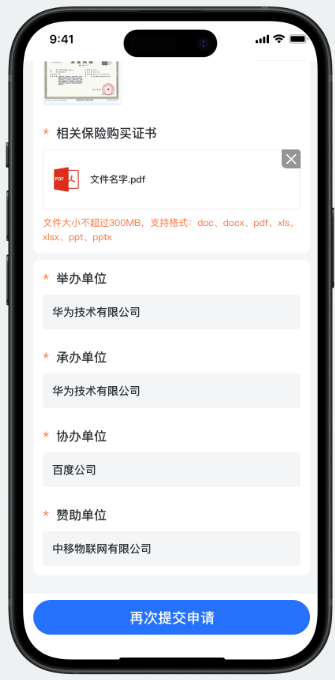 9:41
* 相关保险购买证书
PDF 文件名字.pdf
文件大小不超过300MB，支持格式：doc、docx、pdf、xls、
xlsx、ppt、pptx
* 举办单位
华为技术有限公司
* 承办单位
华为技术有限公司
* 协办单位
百度公司
* 赞助单位
中移物联网有限公司
再次提交申请